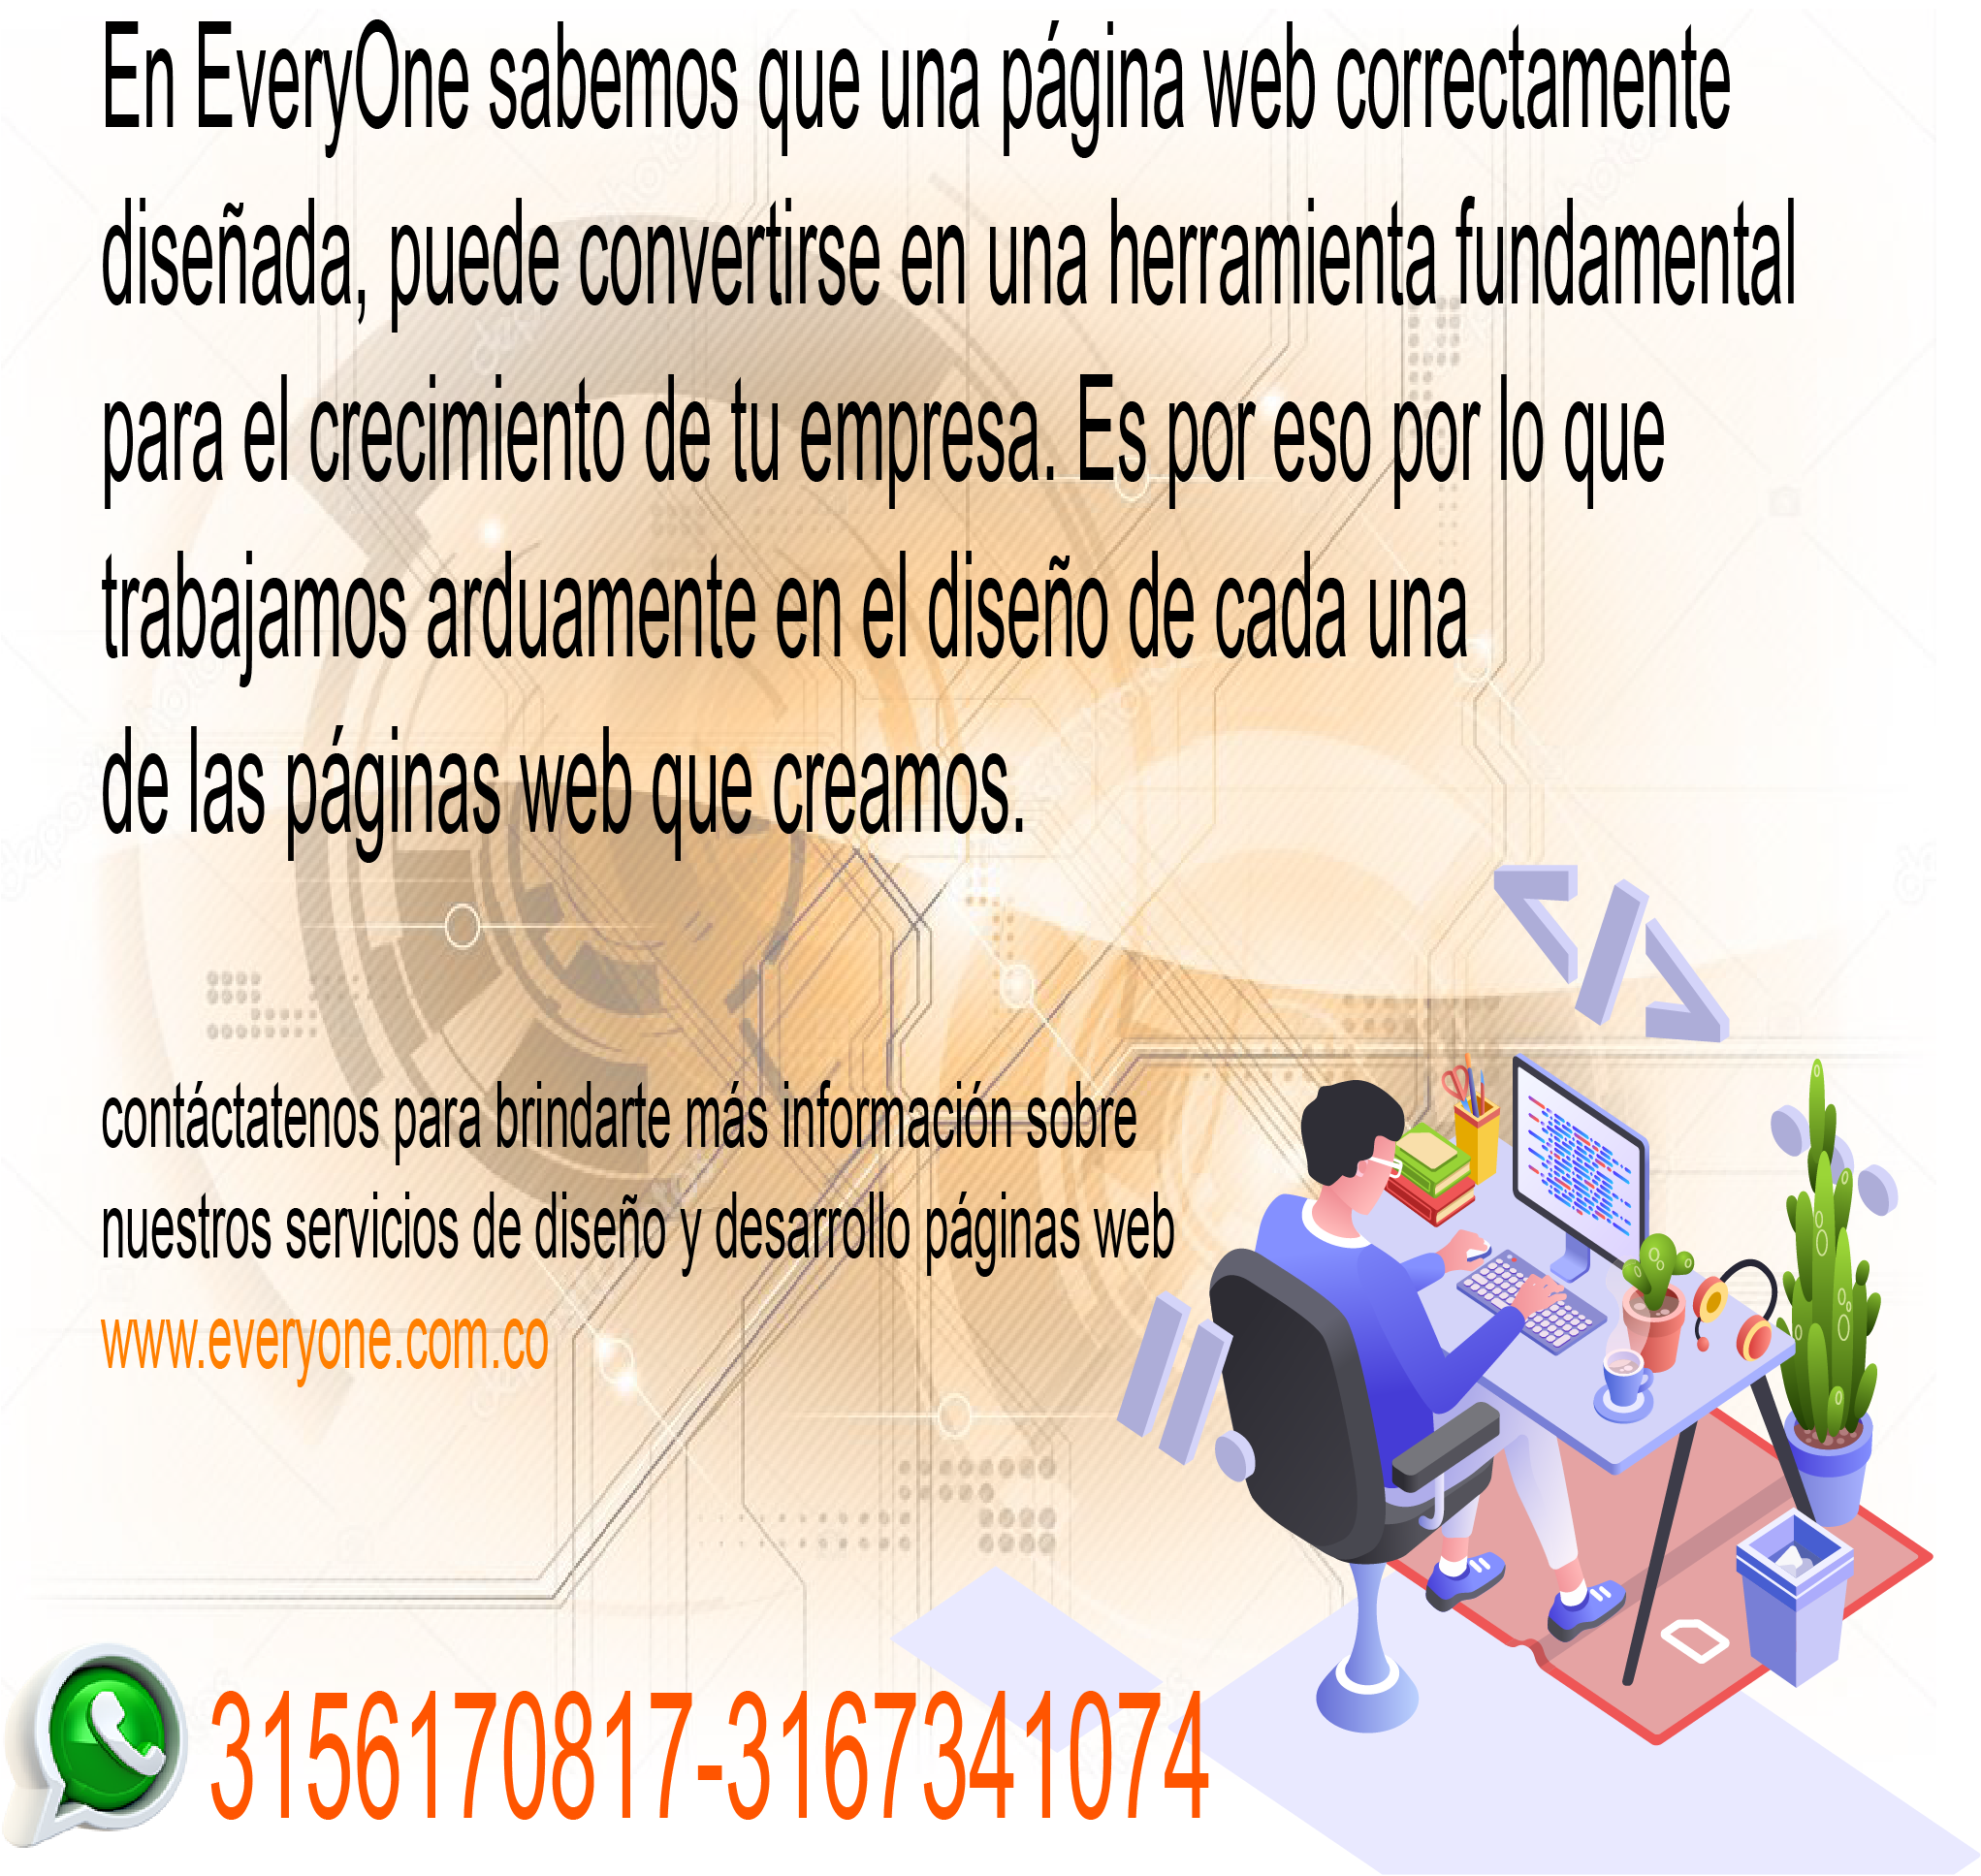 En EveryOne sabemos que una página web correctamente
diseñada, puede convertirse en una herramienta fundamental
para el crecimiento de tu empresa. Es por eso por lo que
trabajamos arduamente en el diseño de cada una
de las páginas web que creamos.
contáctatenos para brindarte más información sobre
nuestros servicios de diseño y desarrollo páginas web
www.everyone.com.co
3156170817-3167341074